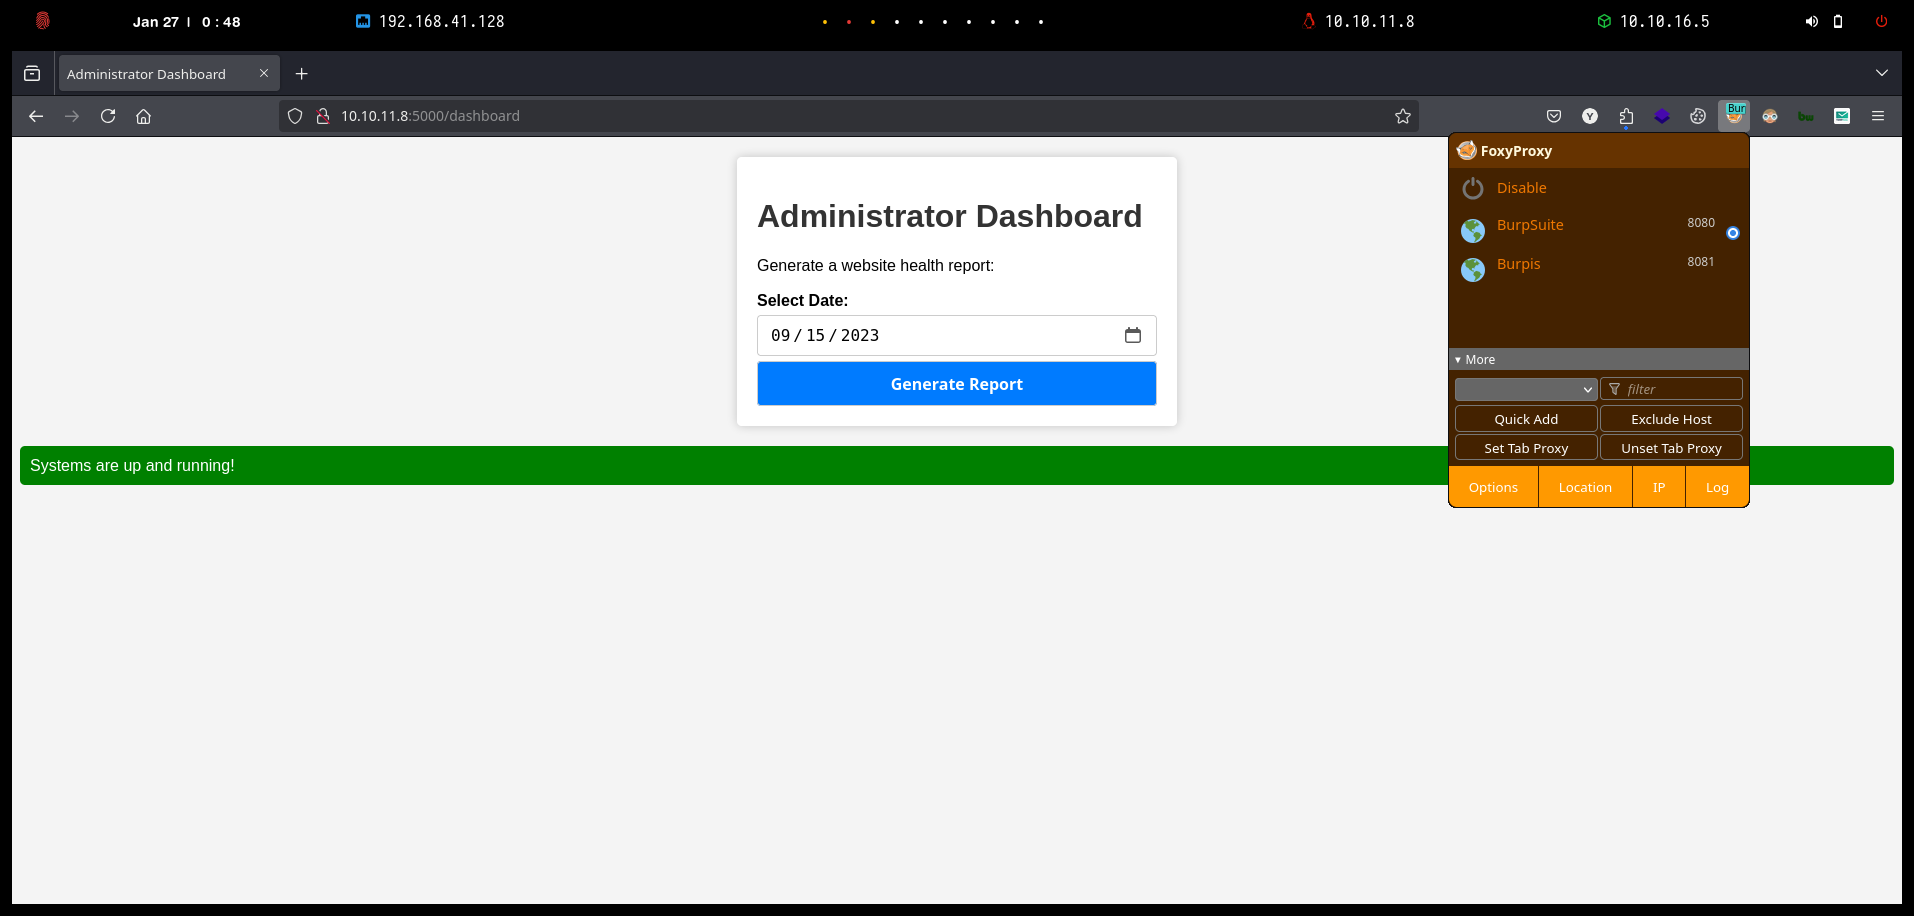 Jan 27 | 0:48 192.168.41.128 10.10.11.8 10.10.16.5
Administrator Dashboard
10.10.11.8:5000/dashboard
Y
Bur
bw
FoxyProxy
Disable
BurpSuite 8080
Burpis 8081
More
filter
Quick Add Exclude Host
Set Tab Proxy Unset Tab Proxy
Options Location IP Log
Administrator Dashboard
Generate a website health report:
Select Date:
09/15/2023
Generate Report
Systems are up and running!